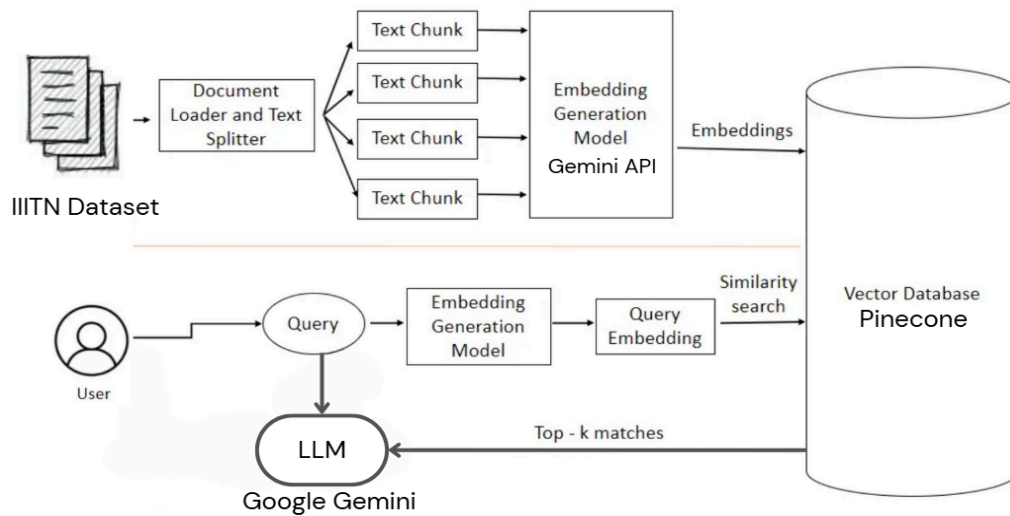 Text Chunk
Text Chunk
Text Chunk
Text Chunk
Document
Loader and Text
Splitter
Embedding
Generation
Model
Gemini API
Embeddings
IIITN Dataset
User
Query
Embedding
Generation
Model
Query
Embedding
Similarity
search
Vector Database
Pinecone
Top - k matches
LLM
Google Gemini